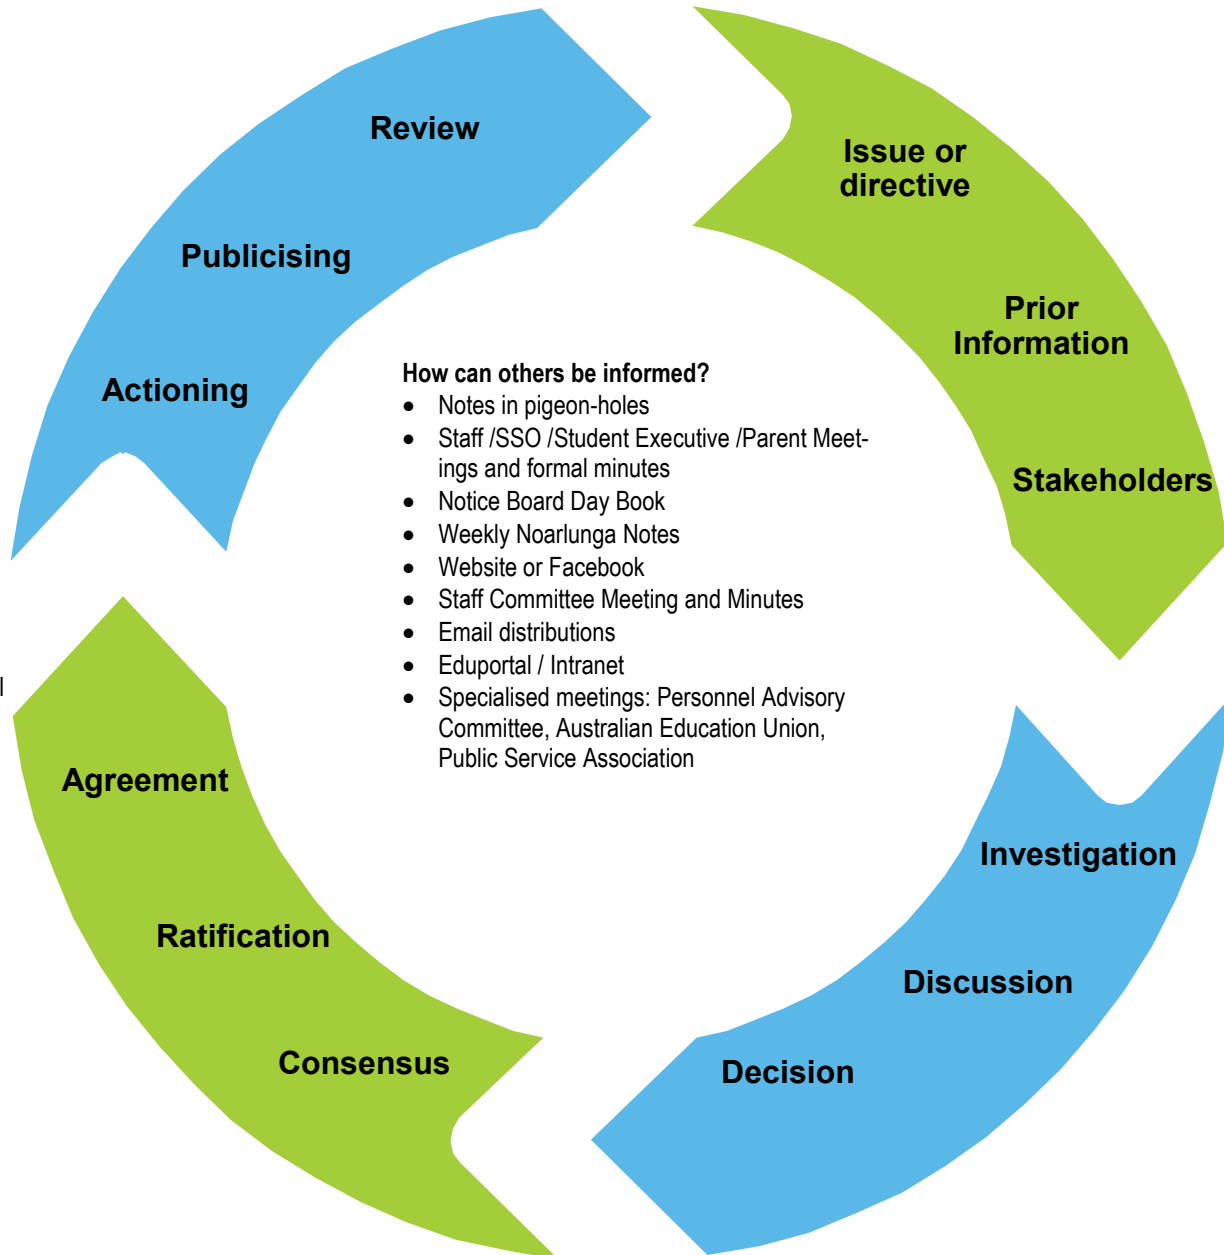 Review
Issue or
directive
Publicising
Prior
Information
Actioning
Stakeholders
How can others be informed?
• Notes in pigeon-holes
• Staff /SSO /Student Executive /Parent Meet-
ings and formal minutes
• Notice Board Day Book
• Weekly Noarlunga Notes
• Website or Facebook
• Staff Committee Meeting and Minutes
• Email distributions
• Eduportal / Intranet
• Specialised meetings: Personnel Advisory
Committee, Australian Education Union,
Public Service Association
Agreement
Investigation
Ratification
Discussion
Consensus
Decision